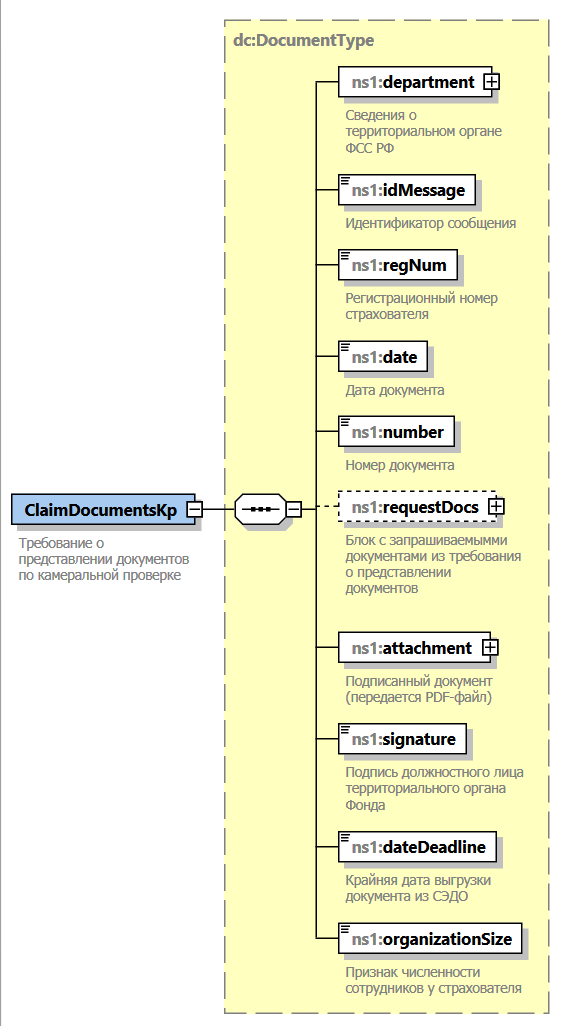 dc:DocumentType
ns1:department
Сведения о
территориальном органе
ФСС РФ
ns1:idMessage
Идентификатор сообщения
ns1:regNum
Регистрационный номер
страхователя
ns1:date
Дата документа
ns1:number
Номер документа
ClaimDocumentsKp
Требование о
представлении документов
по камеральной проверке
ns1:requestDocs
Блок с запрашиваемымми
документами из требования
о представлении
документов
ns1:attachment
Подписанный документ
(передается PDF-файл)
ns1:signature
Подпись должностного лица
территориального органа
Фонда
ns1:dateDeadline
Крайняя дата выгрузки
документа из СЭДО
ns1:organizationSize
Признак численности
сотрудников у страхователя